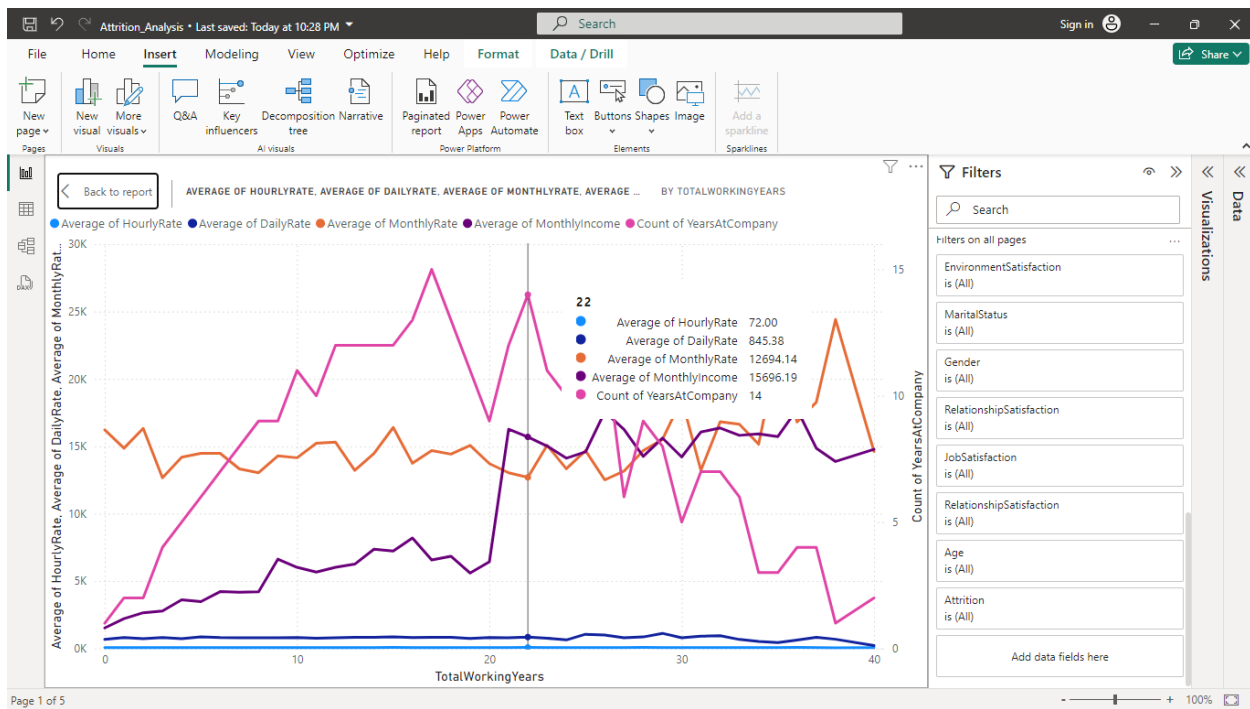 Attrition_Analysis • Last saved: Today at 10:28 PM
Search
Sign in
File Home Insert Modeling View Optimize Help Format Data / Drill
Share
New page
New visual
More visuals
Q&A
Key influencers
Decomposition tree
Narrative
Paginated report
Power Apps
Power Automate
Text box
Buttons
Shapes
Image
Add a sparkline
Pages Visuals AI visuals Power Platform Elements Sparklines
Back to report
AVERAGE OF HOURLYRATE, AVERAGE OF DAILYRATE, AVERAGE OF MONTHLYRATE, AVERAGE ... BY TOTALWORKINGYEARS
Average of HourlyRate Average of DailyRate Average of MonthlyRate Average of MonthlyIncome Count of YearsAtCompany
Average of HourlyRate, Average of DailyRate, Average of MonthlyRat...
30K
25K
20K
15K
10K
5K
0K
22
Average of HourlyRate 72.00
Average of DailyRate 845.38
Average of MonthlyRate 12694.14
Average of MonthlyIncome 15696.19
Count of YearsAtCompany 14
15
10
5
0
Count of YearsAtCompany
0 10 20 30 40
TotalWorkingYears
Filters
Search
Filters on all pages
EnvironmentSatisfaction
is (All)
MaritalStatus
is (All)
Gender
is (All)
RelationshipSatisfaction
is (All)
JobSatisfaction
is (All)
RelationshipSatisfaction
is (All)
Age
is (All)
Attrition
is (All)
Add data fields here
Visualizations
Data
Page 1 of 5
- + 100%